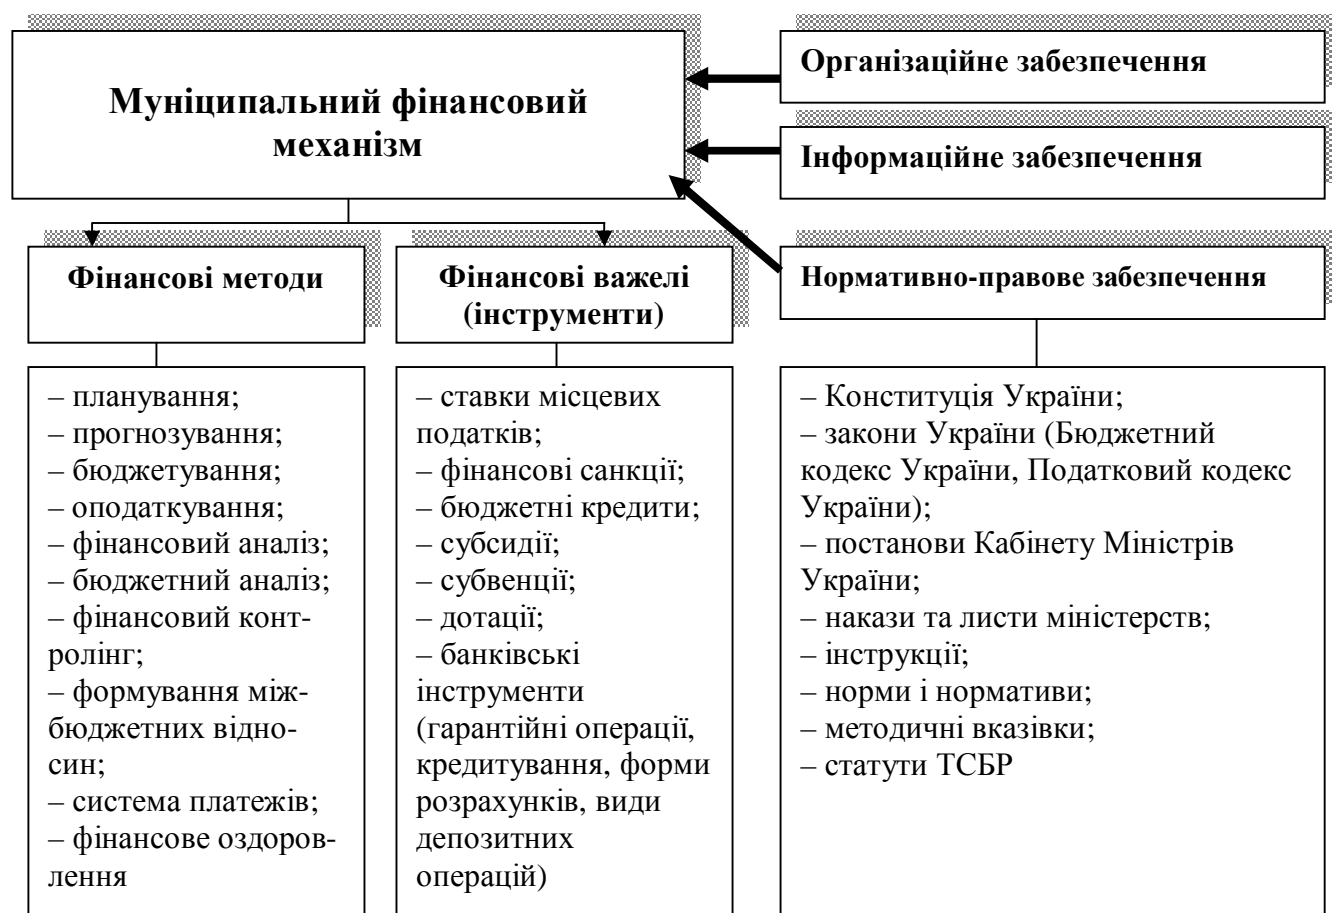 Муніципальний фінансовий
механізм
Організаційне забезпечення
Інформаційне забезпечення
Нормативно-правове забезпечення
Фінансові методи
Фінансові важелі
(інструменти)
– планування;
– прогнозування;
– бюджетування;
– оподаткування;
– фінансовий аналіз;
– бюджетний аналіз;
– фінансовий конт-
ролінг;
– формування між-
бюджетних відно-
син;
– система платежів;
– фінансове оздоров-
лення
– ставки місцевих
податків;
– фінансові санкції;
– бюджетні кредити;
– субсидії;
– субвенції;
– дотації;
– банківські
інструменти
(гарантійні операції,
кредитування, форми
розрахунків, види
депозитних
операцій)
– Конституція України;
– закони України (Бюджетний
кодекс України, Податковий кодекс
України);
– постанови Кабінету Міністрів
України;
– накази та листи міністерств;
– інструкції;
– норми і нормативи;
– методичні вказівки;
– статути ТСБР